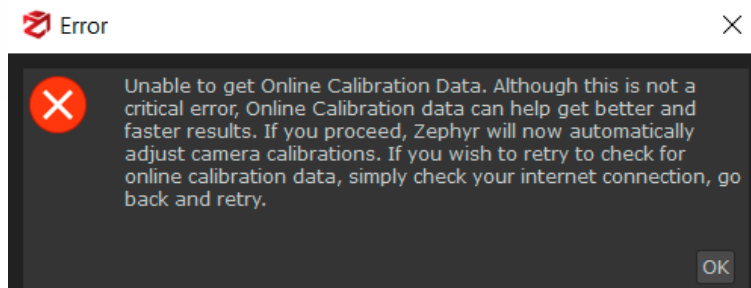 Error
Unable to get Online Calibration Data. Although this is not a
critical error, Online Calibration data can help get better and
faster results. If you proceed, Zephyr will now automatically
adjust camera calibrations. If you wish to retry to check for
online calibration data, simply check your internet connection, go
back and retry.
OK